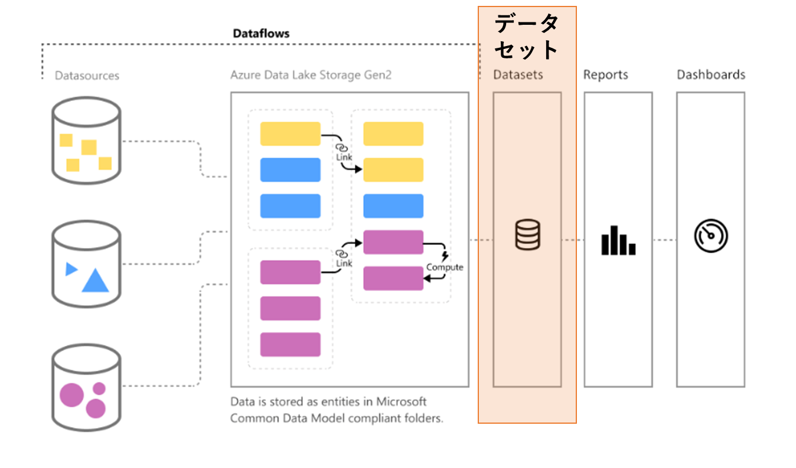 Dataflows
データ
セット
Datasources
Azure Data Lake Storage Gen2
Datasets
Reports
Dashboards
Link
Link
Compute
Data is stored as entities in Microsoft
Common Data Model compliant folders.